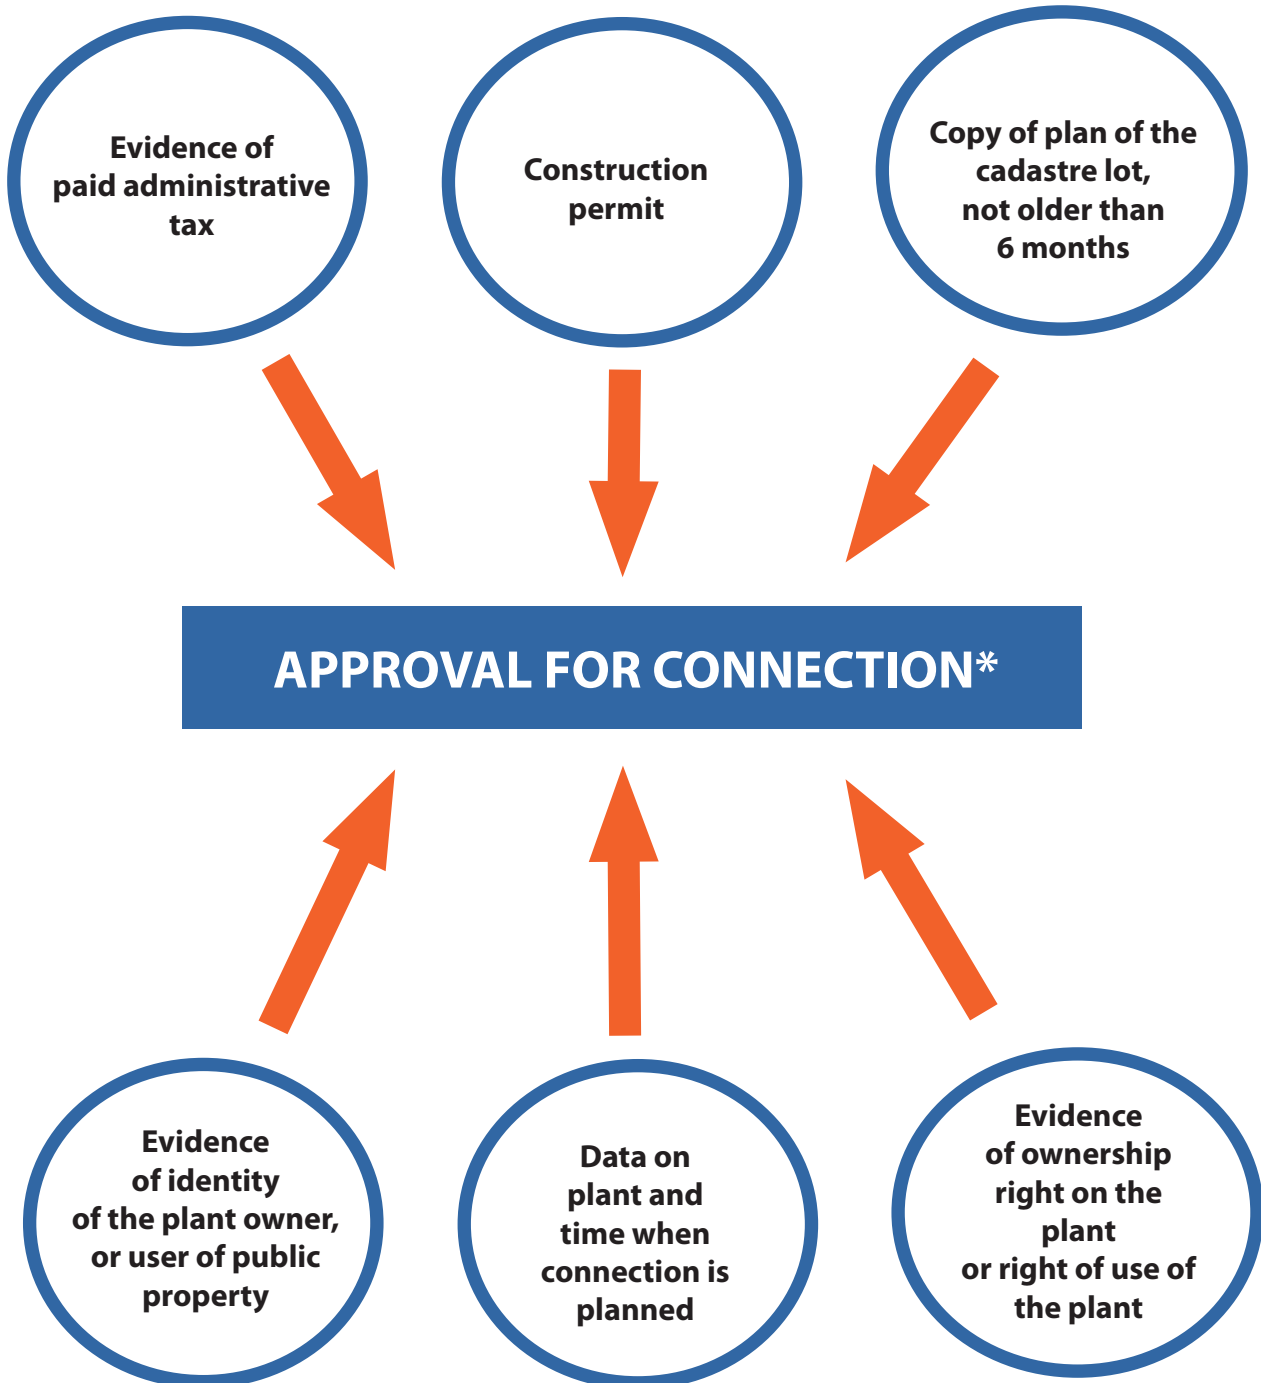 Evidence of
paid administrative
tax
Construction
permit
Copy of plan of the
cadastre lot,
not older than
6 months
APPROVAL FOR CONNECTION*
Evidence
of identity
of the plant owner,
or user of public
property
Data on
plant and
time when
connection is
planned
Evidence
of ownership
right on the
plant
or right of use of
the plant